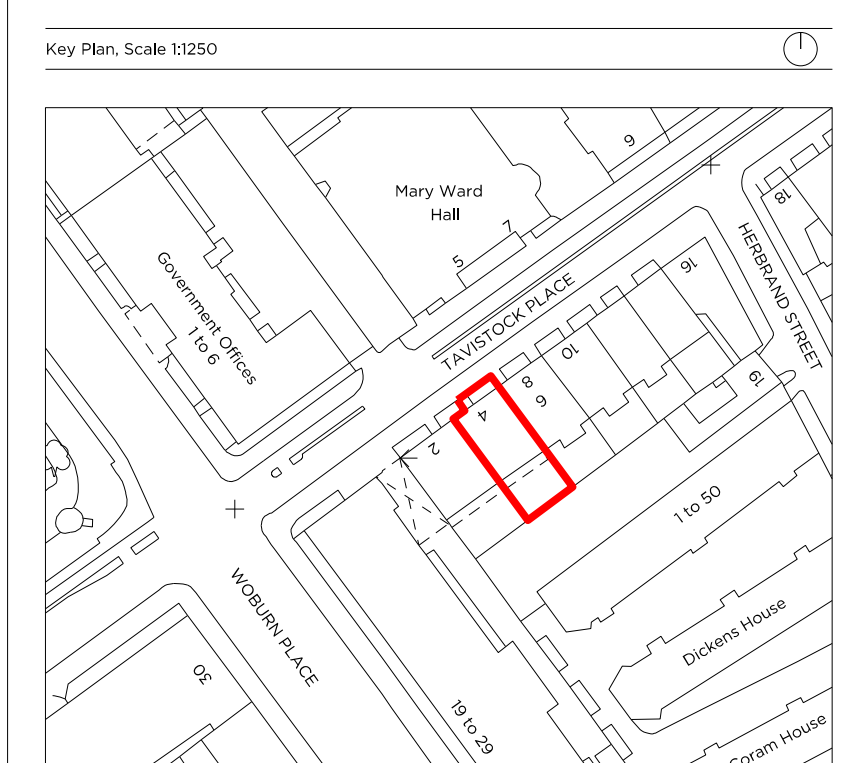 Key Plan, Scale 1:1250
9
Mary Ward
Hall
18
7
5
HERBRAND STREET
16
Government Offices
1 to 6
TAVISTOCK PLACE
10
8
6
19
4
2
1 to 50
WOBURN PLACE
Dickens House
30
19 to 29
Coram House